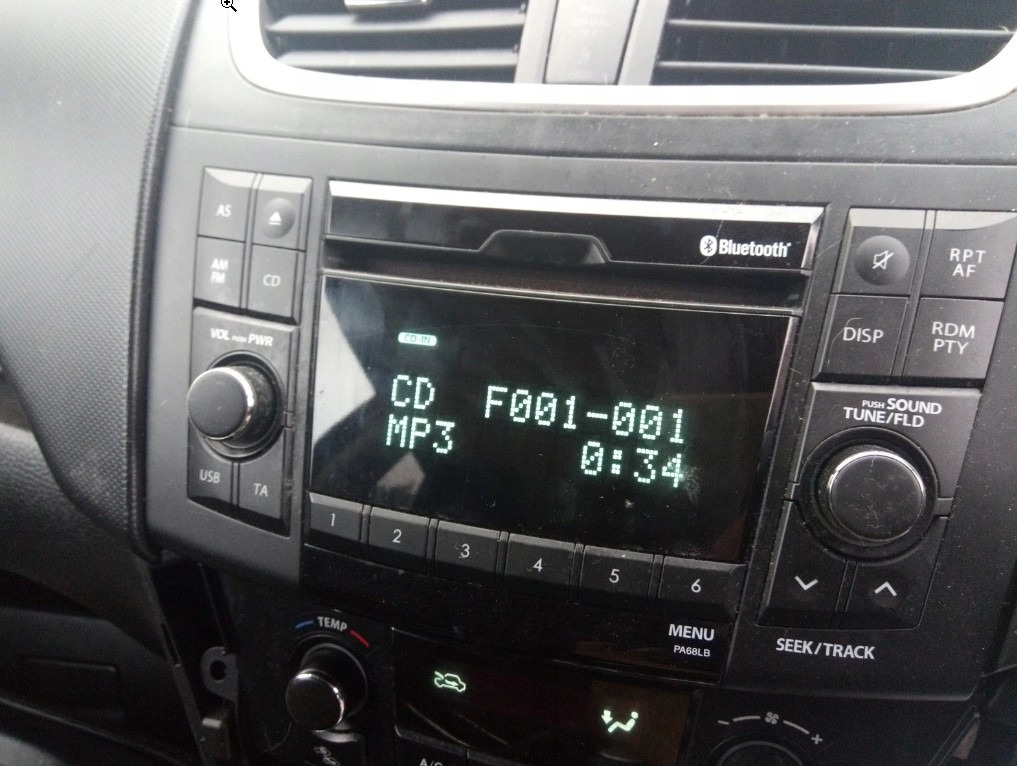 AS
AM
FM
CD
VOL PUSH PWR
USB
TA
Bluetooth
CD-IN
CD F001-001
MP3 0:34
RPT
AF
DISP
RDM
PTY
PUSH SOUND
TUNE/FLD
1 2 3 4 5 6
MENU
PA68LB
SEEK/TRACK
TEMP
A/C